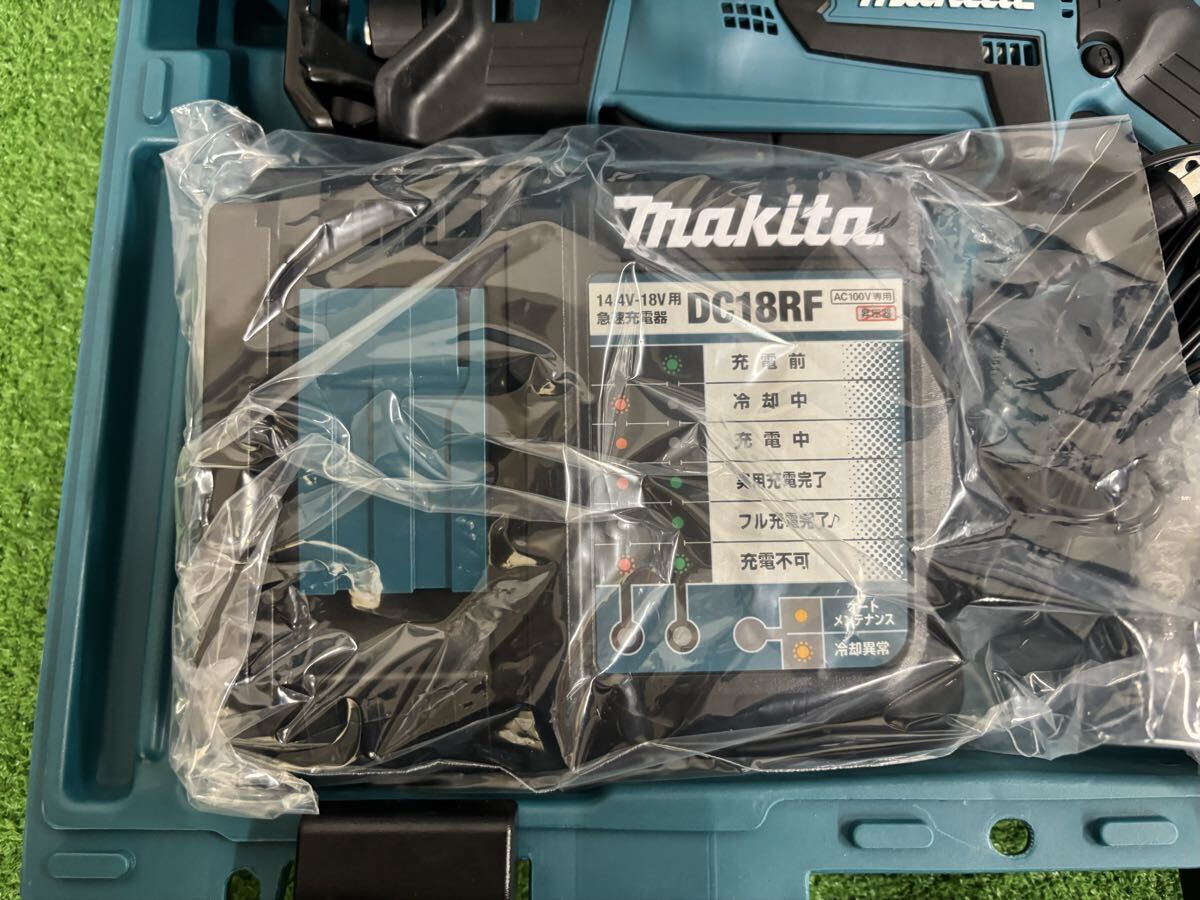 makita
makita
14.4V-18V用
急速充電器
DC18RF
AC100V専用
充電前
冷却中
充電中
実用充電完了
フル充電完了♪
充電不可
オート
メンテナンス
冷却異常